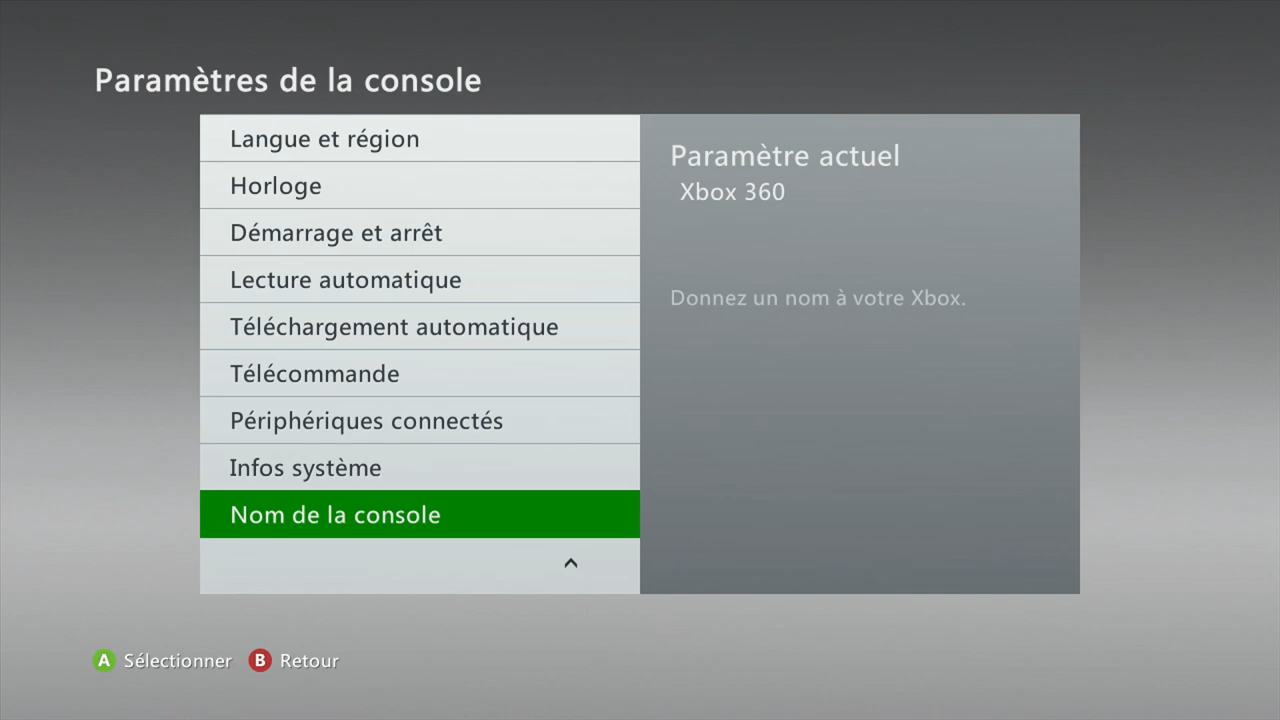 Paramètres de la console
Langue et région
Horloge
Démarrage et arrêt
Lecture automatique
Téléchargement automatique
Télécommande
Périphériques connectés
Infos système
Nom de la console
Paramètre actuel
Xbox 360
Donnez un nom à votre Xbox.
A Sélectionner B Retour